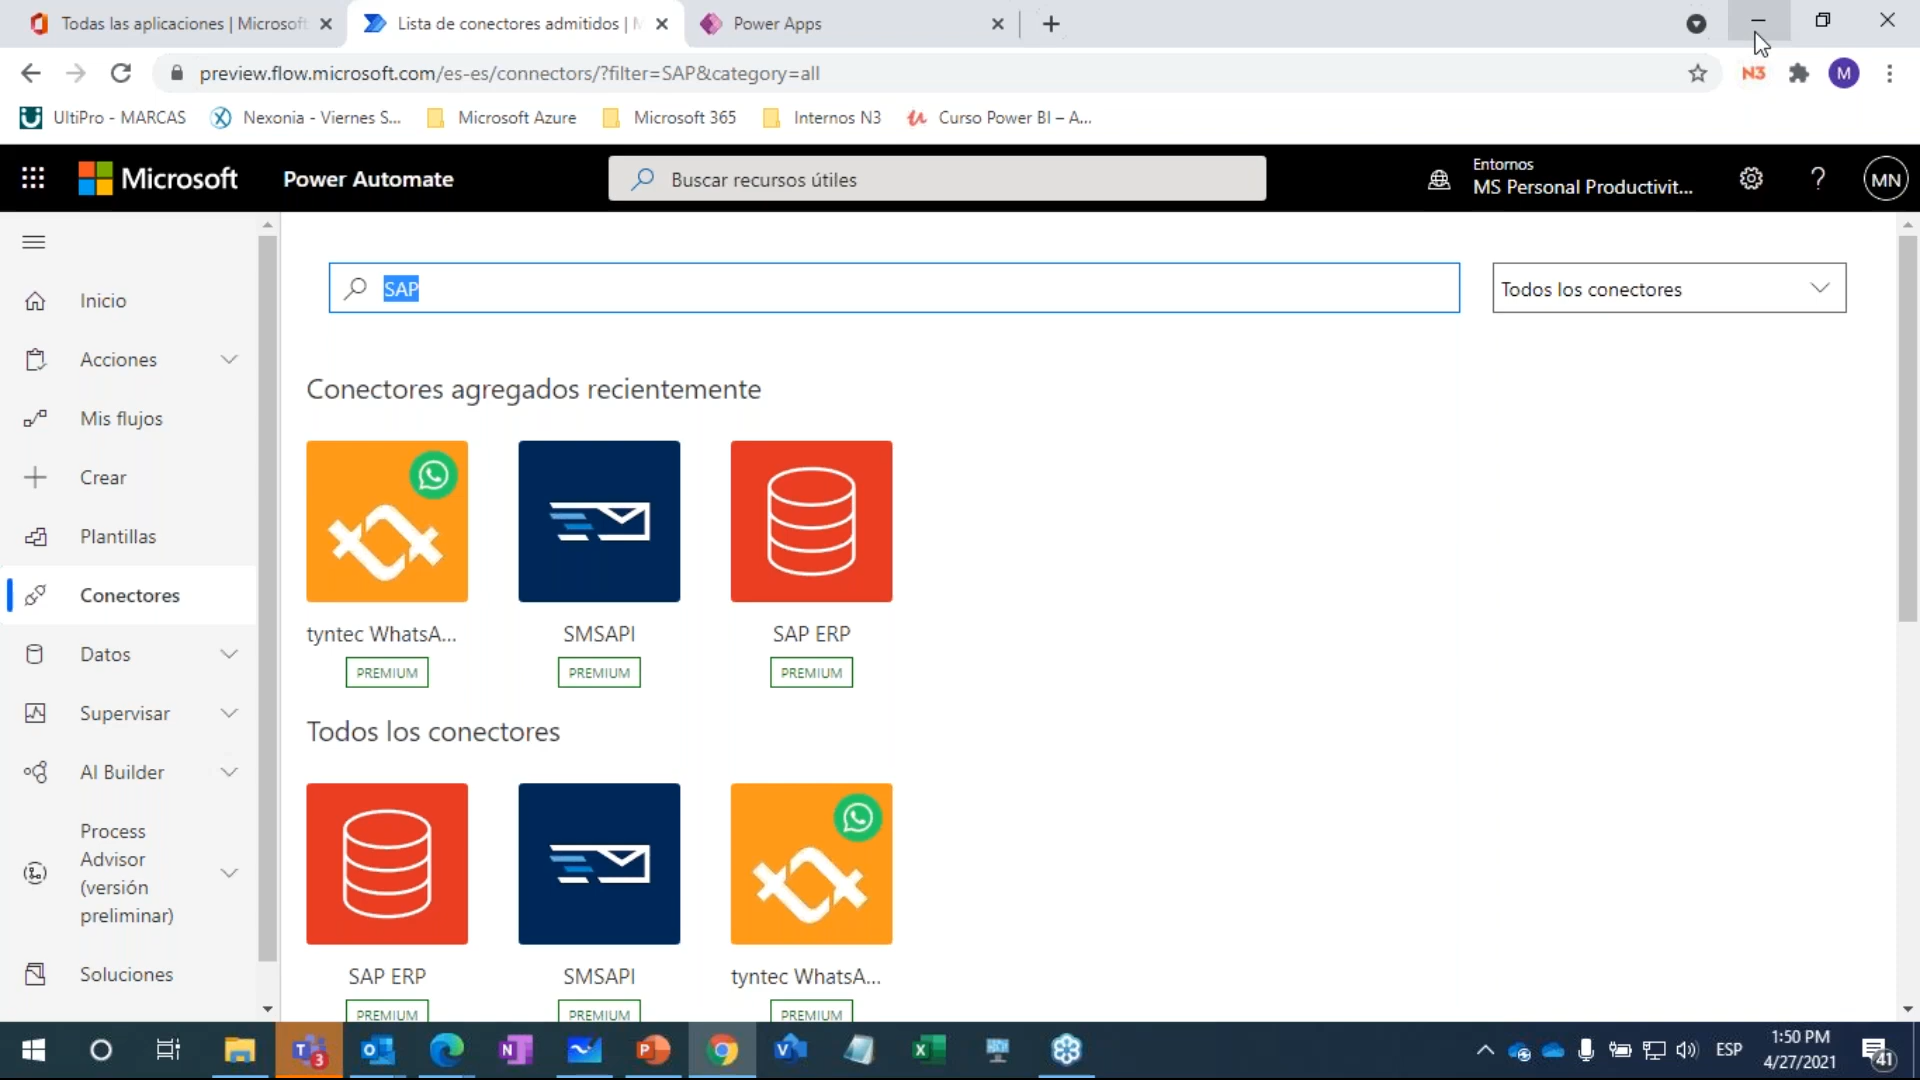 Todas las aplicaciones | Microsoft
Lista de conectores admitidos | M
Power Apps
preview.flow.microsoft.com/es-es/connectors/?filter=SAP&category=all
N3
M
UltiPro - MARCAS
Nexonia - Viernes S...
Microsoft Azure
Microsoft 365
Internos N3
Curso Power BI – A...
Microsoft
Power Automate
Buscar recursos útiles
Entornos
MS Personal Productivit...
MN
Inicio
Acciones
Mis flujos
Crear
Plantillas
Conectores
Datos
Supervisar
AI Builder
Process
Advisor
(versión
preliminar)
Soluciones
SAP
Todos los conectores
Conectores agregados recientemente
tyntec WhatsA...
SMSAPI
SAP ERP
PREMIUM
PREMIUM
PREMIUM
Todos los conectores
SAP ERP
SMSAPI
tyntec WhatsA...
PREMIUM
PREMIUM
PREMIUM
3
ESP
1:50 PM
4/27/2021
41